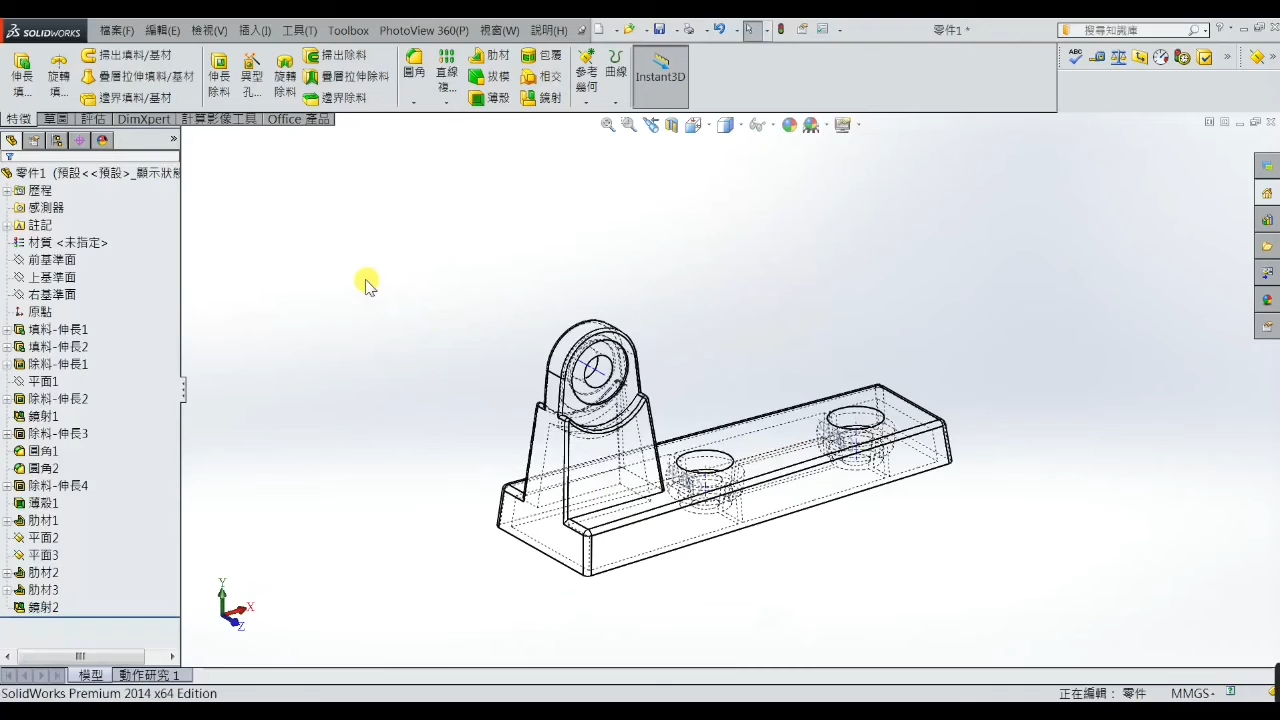 SOLIDWORKS 檔案(F) 編輯(E) 檢視(V) 插入(I) 工具(T) Toolbox PhotoView 360(P) 視窗(W) 說明(H) 零件1 * 搜尋知識庫
伸長填... 旋轉填... 掃出填料/基材 疊層拉伸填料/基材 邊界填料/基材 伸長除料 異型孔... 旋轉除料 掃出除料 疊層拉伸除料 邊界除料 圓角 直線複... 肋材 拔模 薄殼 包覆 相交 鏡射 參考幾何 曲線 Instant3D
特徵 草圖 評估 DimXpert 計算影像工具 Office 產品
零件1 (預設<<預設>_顯示狀態
歷程
感測器
註記
材質 <未指定>
前基準面
上基準面
右基準面
原點
填料-伸長1
填料-伸長2
除料-伸長1
平面1
除料-伸長2
鏡射1
除料-伸長3
圓角1
圓角2
除料-伸長4
薄殼1
肋材1
平面2
平面3
肋材2
肋材3
鏡射2
Y
X
Z
模型 動作研究 1
SolidWorks Premium 2014 x64 Edition 正在編輯: 零件 MMGS